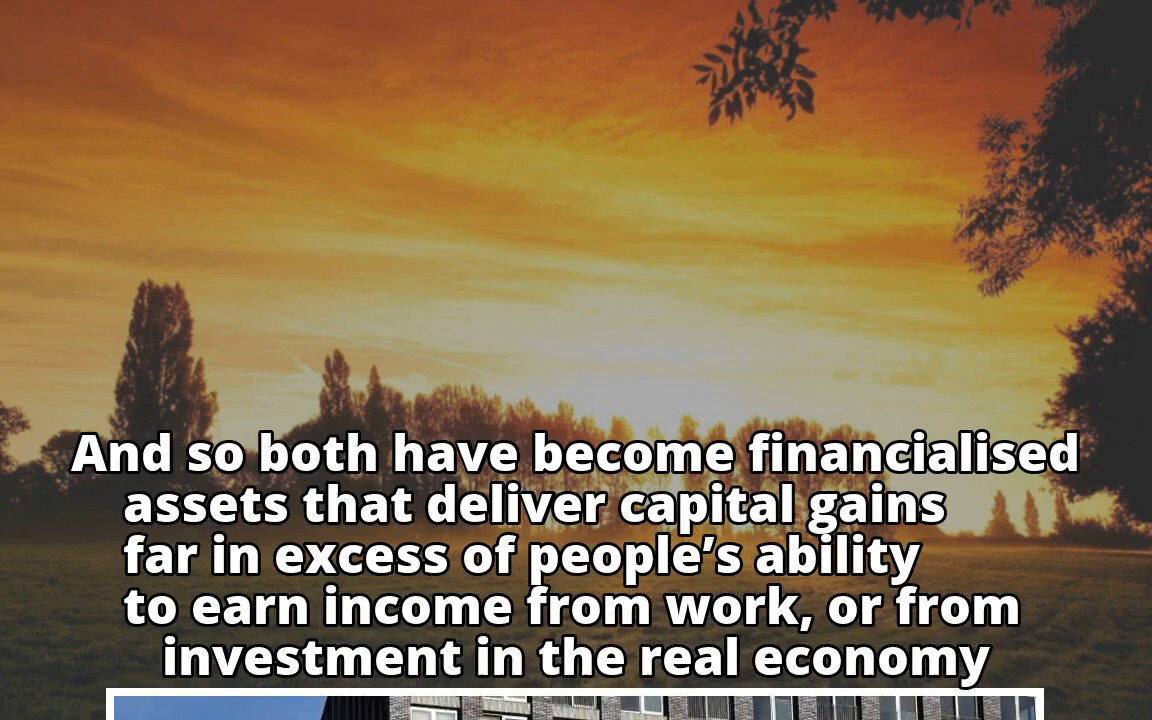 And so both have become financialised
assets that deliver capital gains
far in excess of people’s ability
to earn income from work, or from
investment in the real economy